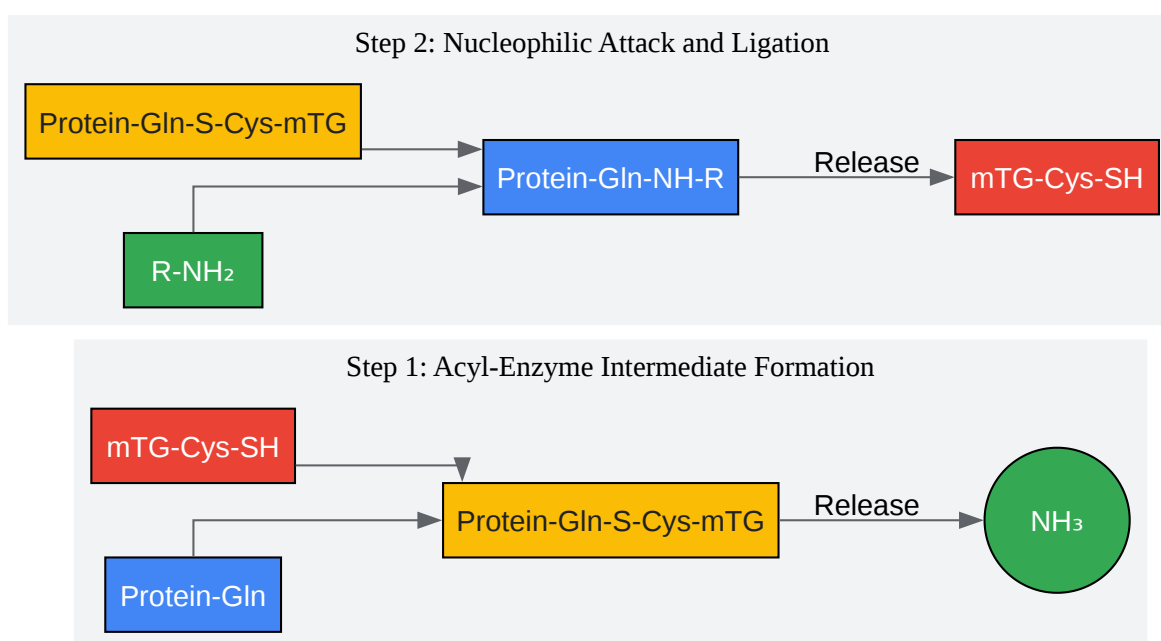 Step 2: Nucleophilic Attack and Ligation
Protein-Gln-S-Cys-mTG
R-NH₂
Protein-Gln-NH-R
Release
mTG-Cys-SH
Step 1: Acyl-Enzyme Intermediate Formation
mTG-Cys-SH
Protein-Gln
Protein-Gln-S-Cys-mTG
Release
NH₃